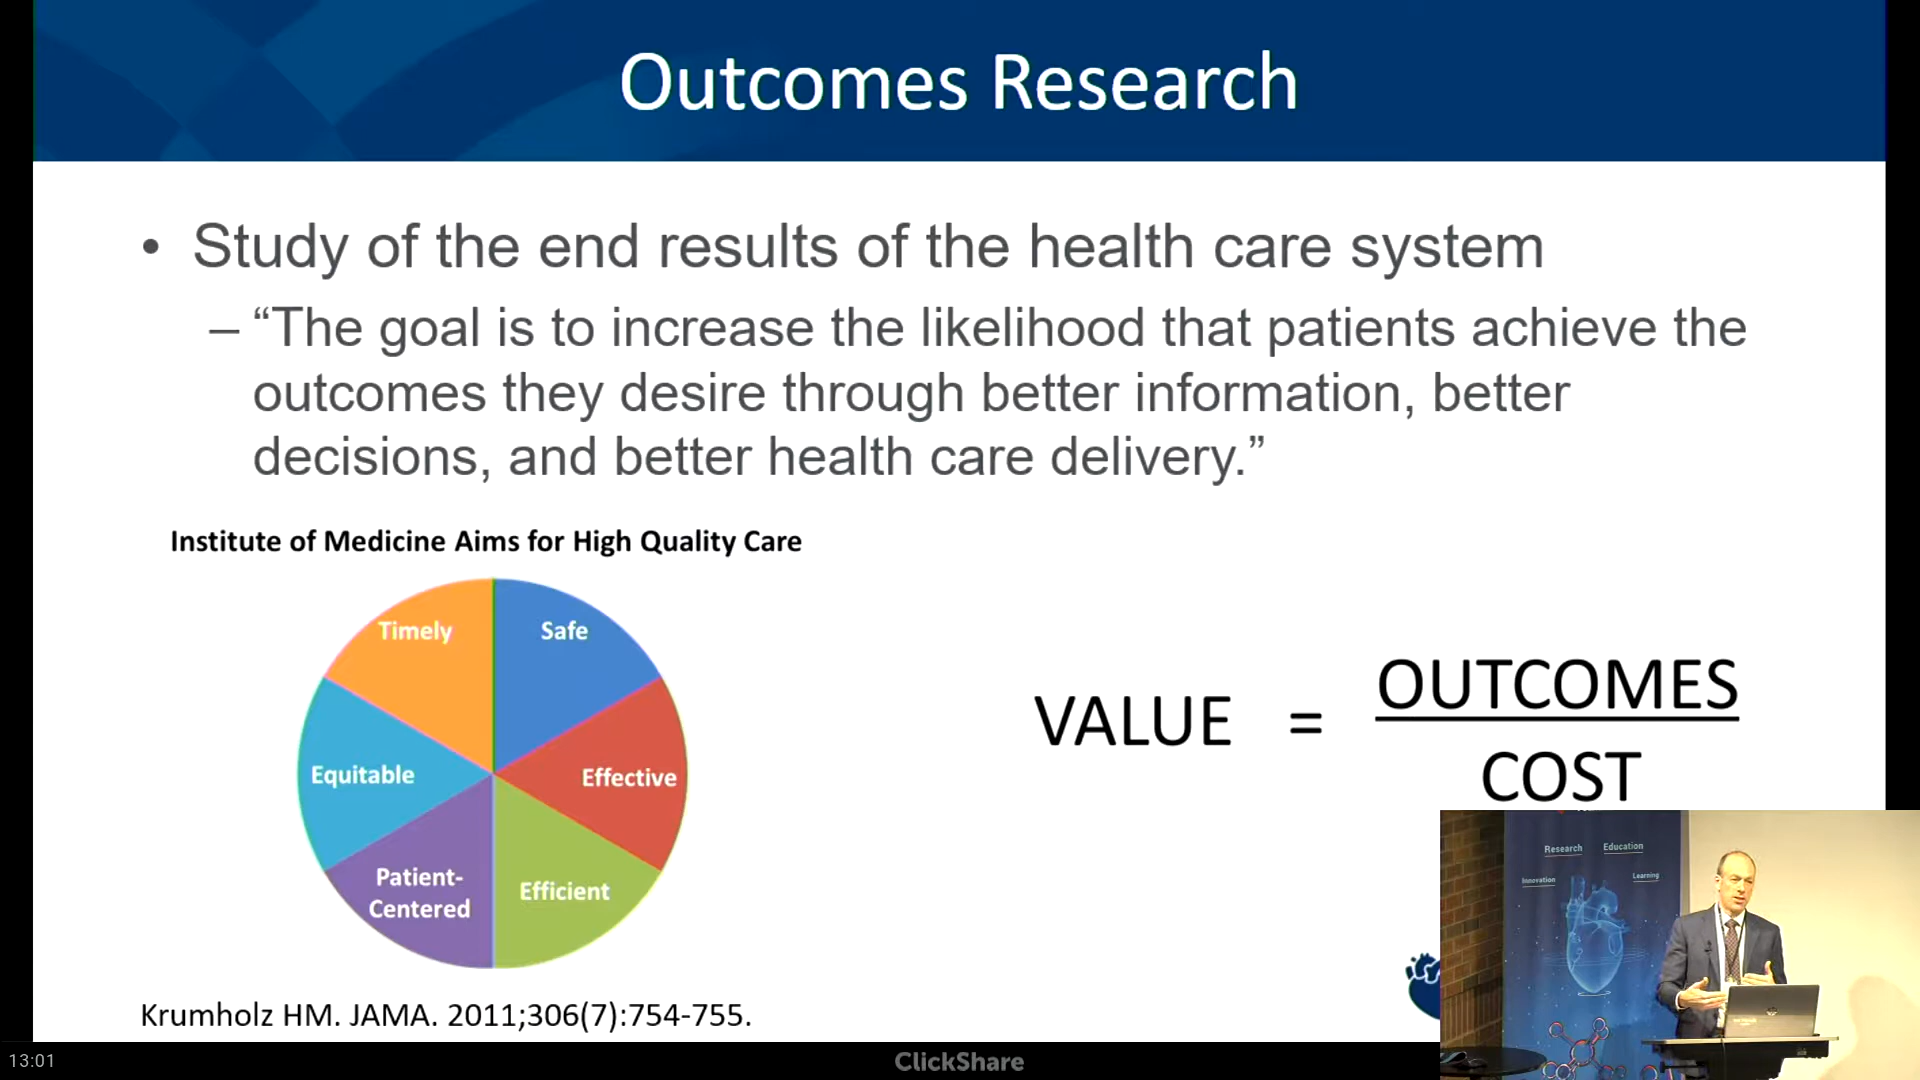 Outcomes Research
• Study of the end results of the health care system
– “The goal is to increase the likelihood that patients achieve the
outcomes they desire through better information, better
decisions, and better health care delivery.”
Institute of Medicine Aims for High Quality Care
Timely
Safe
Equitable
Effective
Patient-
Centered
Efficient
VALUE = OUTCOMES
COST
Krumholz HM. JAMA. 2011;306(7):754-755.
Research
Education
Innovation
Learning
13:01
ClickShare